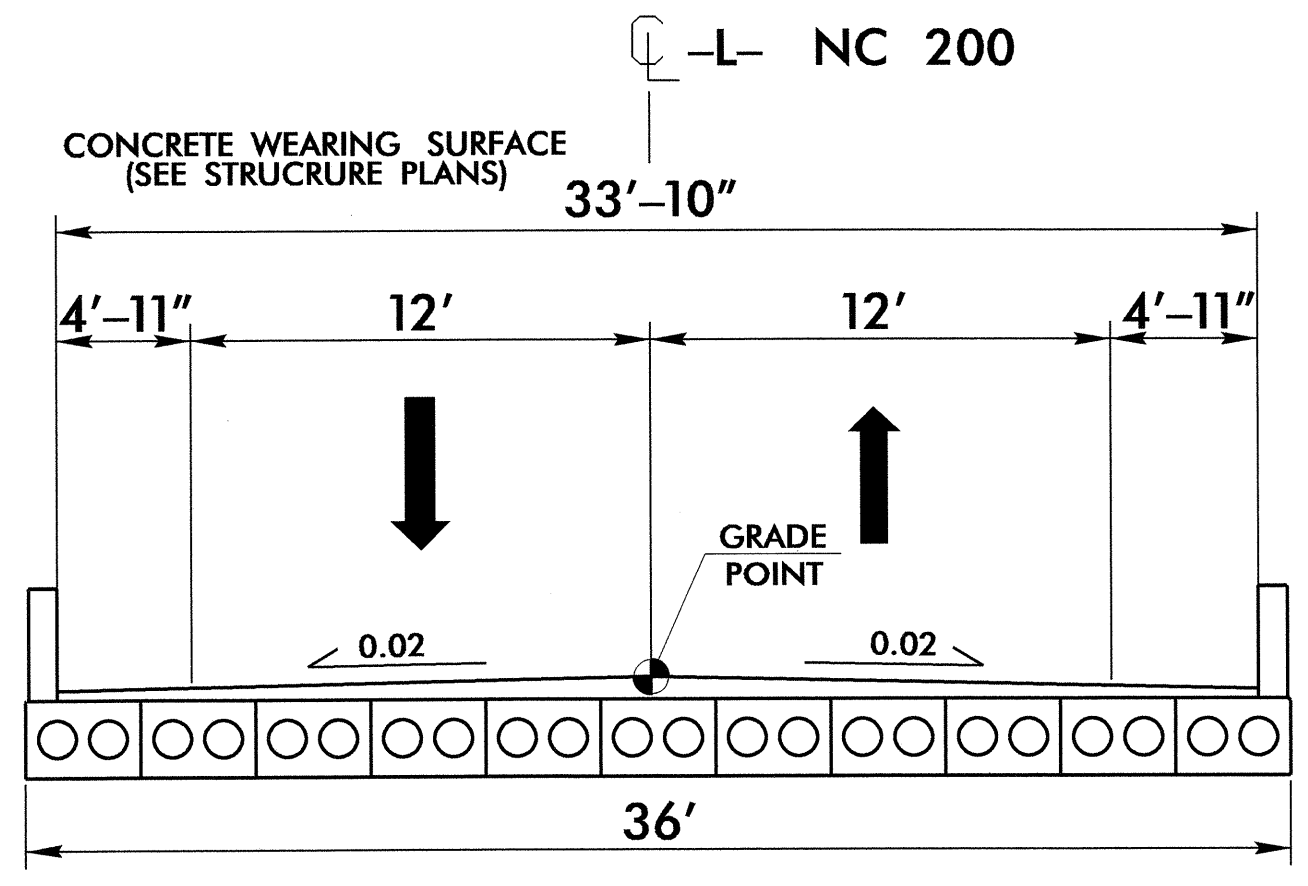 ℄ –L– NC 200
CONCRETE WEARING SURFACE
(SEE STRUCRURE PLANS)
33'–10"
4'–11" 12' 12' 4'–11"
GRADE
POINT
0.02 0.02
36'